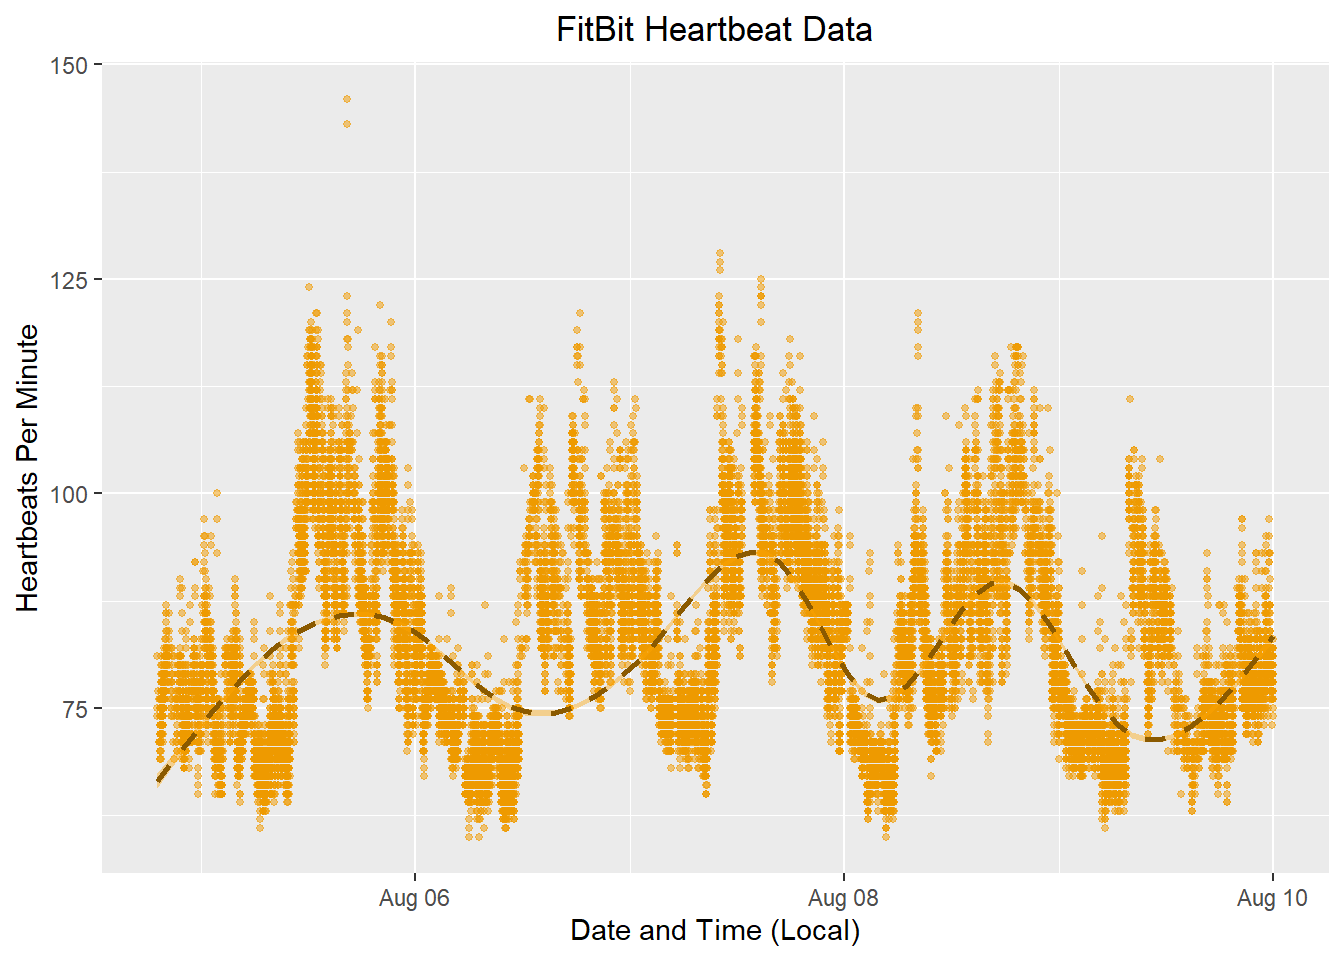 FitBit Heartbeat Data
150
125
100
75
Heartbeats Per Minute
Aug 06
Aug 08
Aug 10
Date and Time (Local)